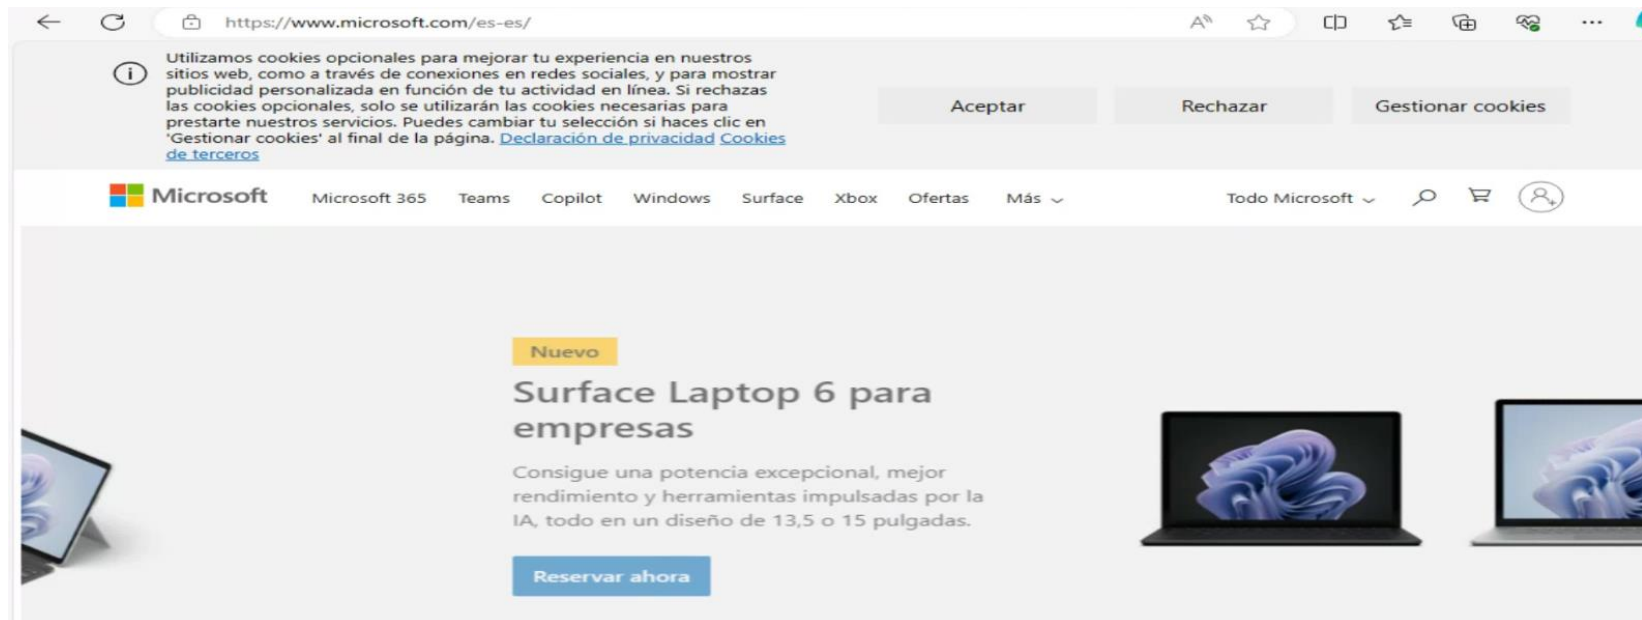 https://www.microsoft.com/es-es/
Utilizamos cookies opcionales para mejorar tu experiencia en nuestros
sitios web, como a través de conexiones en redes sociales, y para mostrar
publicidad personalizada en función de tu actividad en línea. Si rechazas
las cookies opcionales, solo se utilizarán las cookies necesarias para
prestarte nuestros servicios. Puedes cambiar tu selección si haces clic en
'Gestionar cookies' al final de la página. Declaración de privacidad Cookies
de terceros
Aceptar Rechazar Gestionar cookies
Microsoft Microsoft 365 Teams Copilot Windows Surface Xbox Ofertas Más Todo Microsoft
Nuevo
Surface Laptop 6 para
empresas
Consigue una potencia excepcional, mejor
rendimiento y herramientas impulsadas por la
IA, todo en un diseño de 13,5 o 15 pulgadas.
Reservar ahora